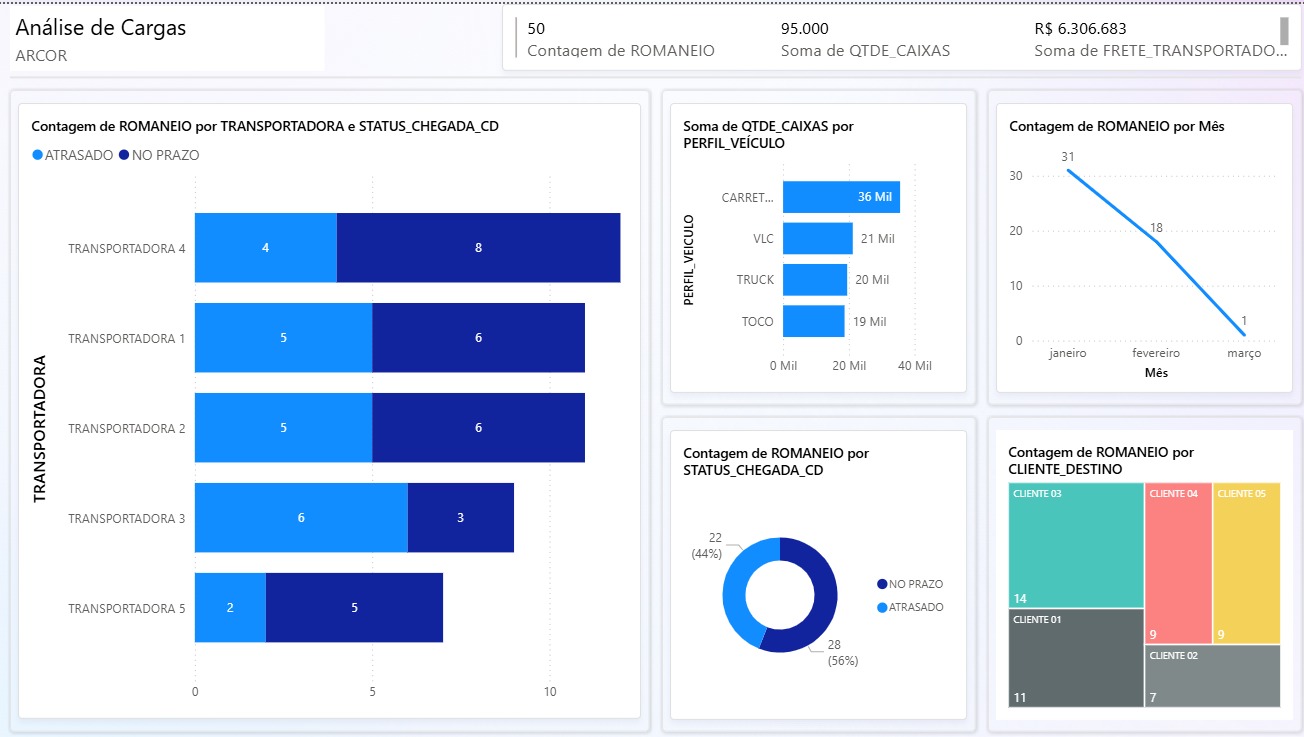 Análise de Cargas
ARCOR
50
Contagem de ROMANEIO
95.000
Soma de QTDE_CAIXAS
R$ 6.306.683
Soma de FRETE_TRANSPORTADO...
Contagem de ROMANEIO por TRANSPORTADORA e STATUS_CHEGADA_CD
ATRASADO NO PRAZO
TRANSPORTADORA
TRANSPORTADORA 4
4 8
TRANSPORTADORA 1
5 6
TRANSPORTADORA 2
5 6
TRANSPORTADORA 3
6 3
TRANSPORTADORA 5
2 5
0 5 10
Soma de QTDE_CAIXAS por
PERFIL_VEÍCULO
PERFIL_VEICULO
CARRET... 36 Mil
VLC 21 Mil
TRUCK 20 Mil
TOCO 19 Mil
0 Mil 20 Mil 40 Mil
Contagem de ROMANEIO por Mês
31
18
1
30
20
10
0
janeiro fevereiro março
Mês
Contagem de ROMANEIO por
STATUS_CHEGADA_CD
22
(44%)
28
(56%)
NO PRAZO
ATRASADO
Contagem de ROMANEIO por
CLIENTE_DESTINO
CLIENTE 03
14
CLIENTE 01
11
CLIENTE 04
9
CLIENTE 05
9
CLIENTE 02
7